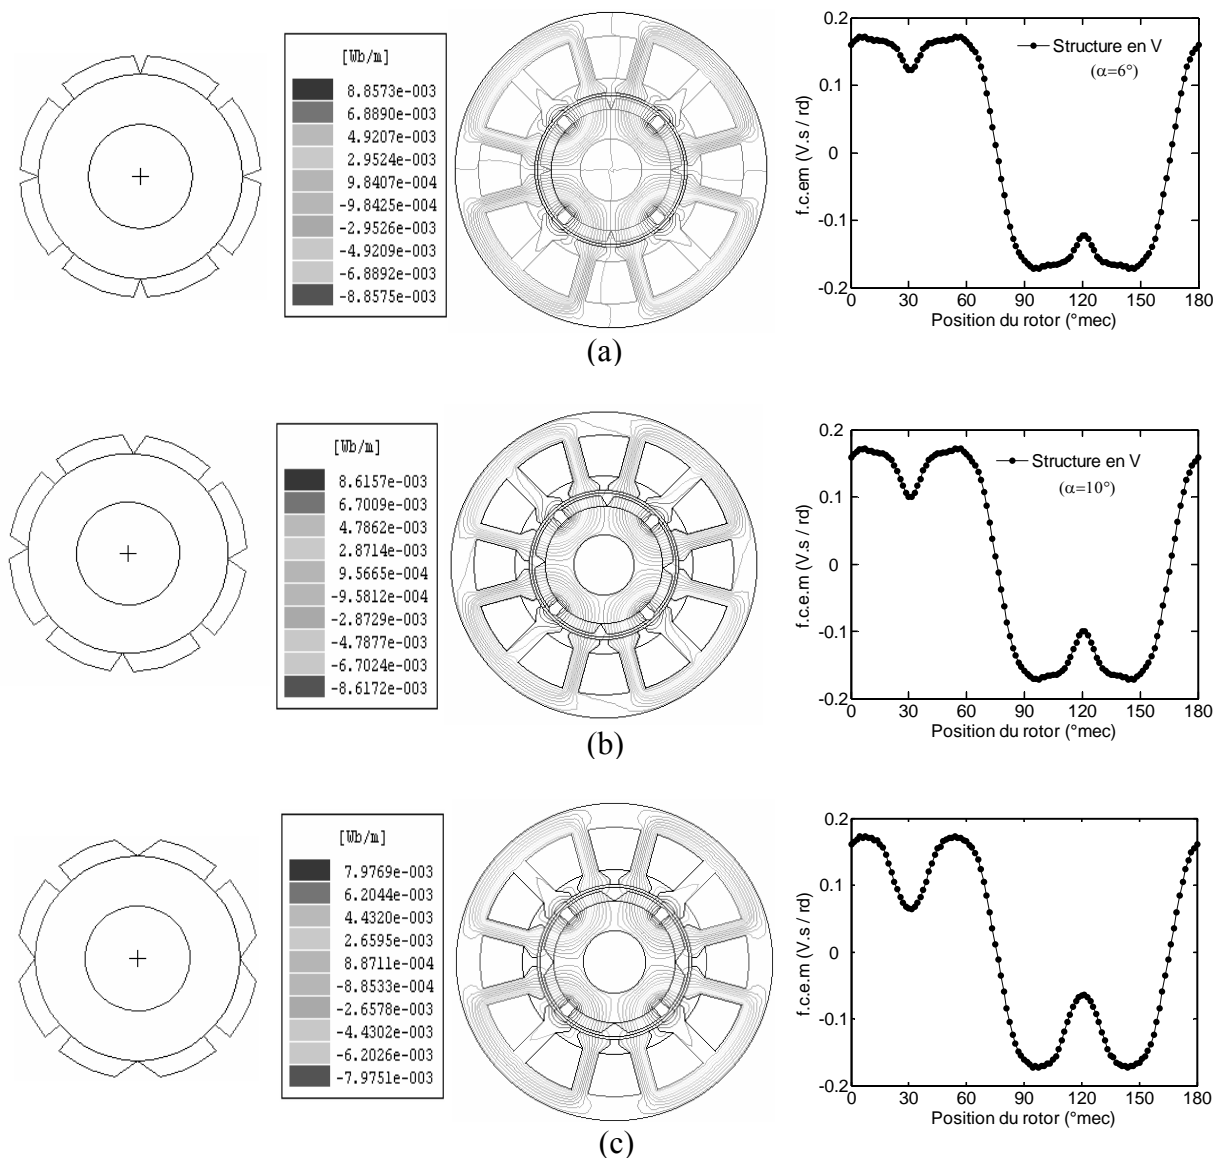 [Wb/m]
8.8573e-003
6.8890e-003
4.9207e-003
2.9524e-003
9.8407e-004
-9.8425e-004
-2.9526e-003
-4.9209e-003
-6.8892e-003
-8.8575e-003
f.c.em (V.s / rd)
0.2
0.1
0
-0.1
-0.2
Structure en V
(α=6°)
0 30 60 90 120 150 180
Position du rotor (°mec)
(a)
[Wb/m]
8.6157e-003
6.7009e-003
4.7862e-003
2.8714e-003
9.5665e-004
-9.5812e-004
-2.8729e-003
-4.7877e-003
-6.7024e-003
-8.6172e-003
f.c.e.m (V.s / rd)
0.2
0.1
0
-0.1
-0.2
Structure en V
(α=10°)
0 30 60 90 120 150 180
Position du rotor (°mec)
(b)
[Wb/m]
7.9769e-003
6.2044e-003
4.4320e-003
2.6595e-003
8.8711e-004
-8.8533e-004
-2.6578e-003
-4.4302e-003
-6.2026e-003
-7.9751e-003
f.c.e.m (V.s / rd)
0.2
0.1
0
-0.1
-0.2
0 30 60 90 120 150 180
Position du rotor (°mec)
(c)